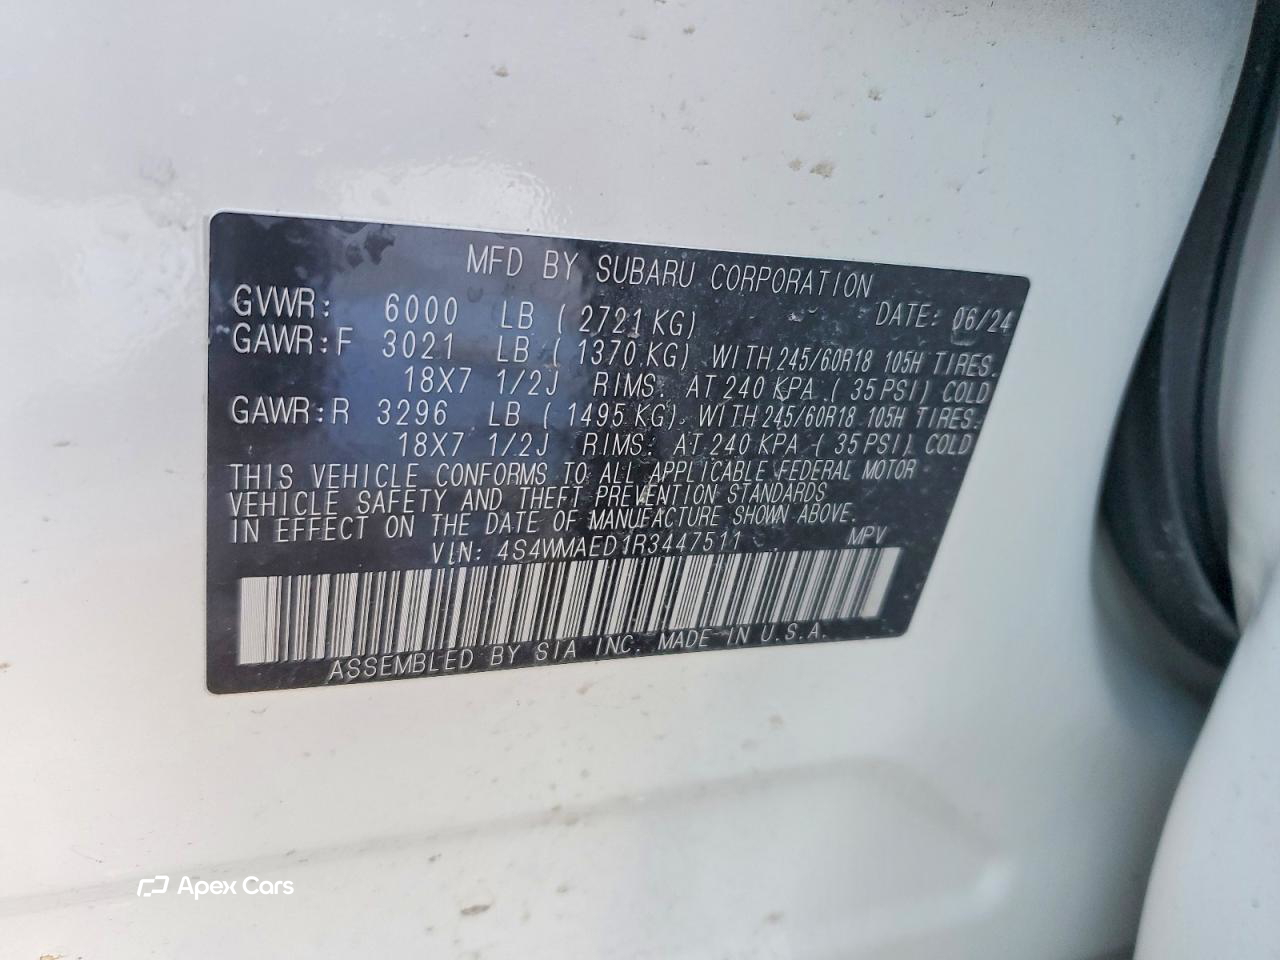 MFD BY SUBARU CORPORATION
GVWR: 6000 LB ( 2721 KG) DATE: 06/24
GAWR:F 3021 LB ( 1370 KG) WITH 245/60R18 105H TIRES.
18X7 1/2J RIMS. AT 240 KPA ( 35 PSI) COLD
GAWR:R 3296 LB ( 1495 KG) WITH 245/60R18 105H TIRES.
18X7 1/2J RIMS. AT 240 KPA ( 35 PSI) COLD
THIS VEHICLE CONFORMS TO ALL APPLICABLE FEDERAL MOTOR
VEHICLE SAFETY AND THEFT PREVENTION STANDARDS
IN EFFECT ON THE DATE OF MANUFACTURE SHOWN ABOVE.
VIN: 4S4WMAED1R3447511 MPV
ASSEMBLED BY SIA INC. MADE IN U.S.A.
Apex Cars